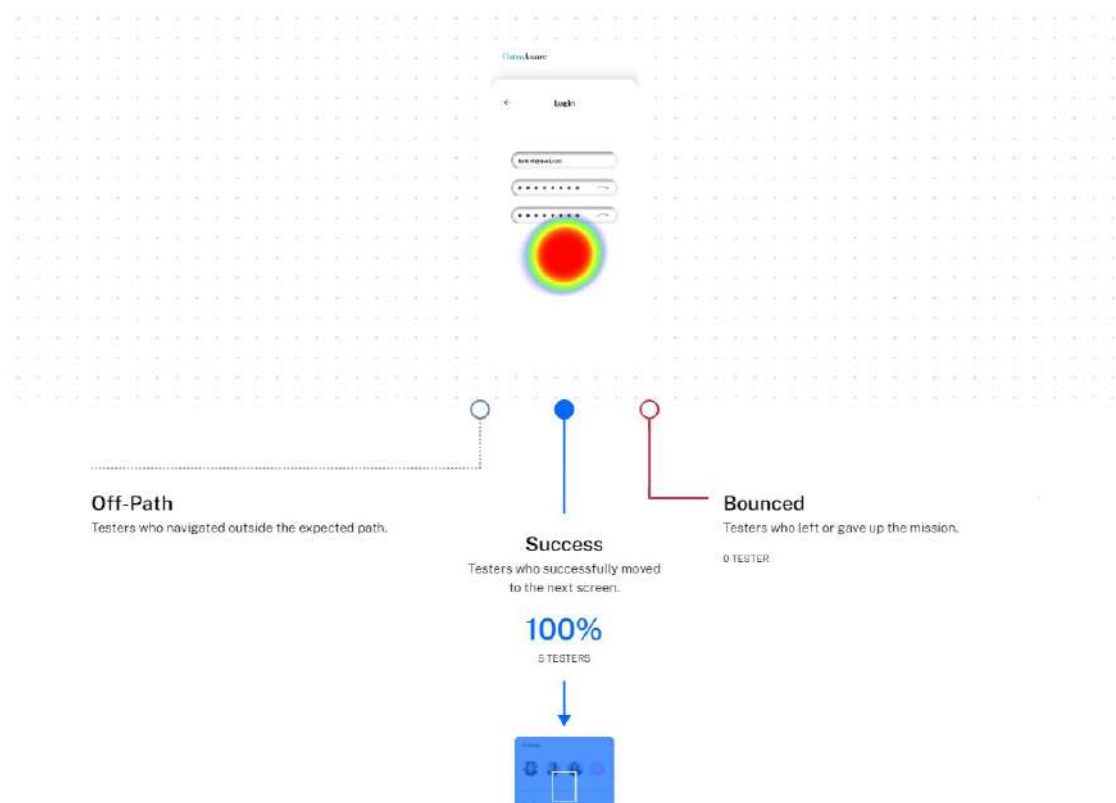 Login
Off-Path
Testers who navigated outside the expected path.
Success
Testers who successfully moved
to the next screen.
100%
5 TESTERS
Bounced
Testers who left or gave up the mission.
0 TESTER